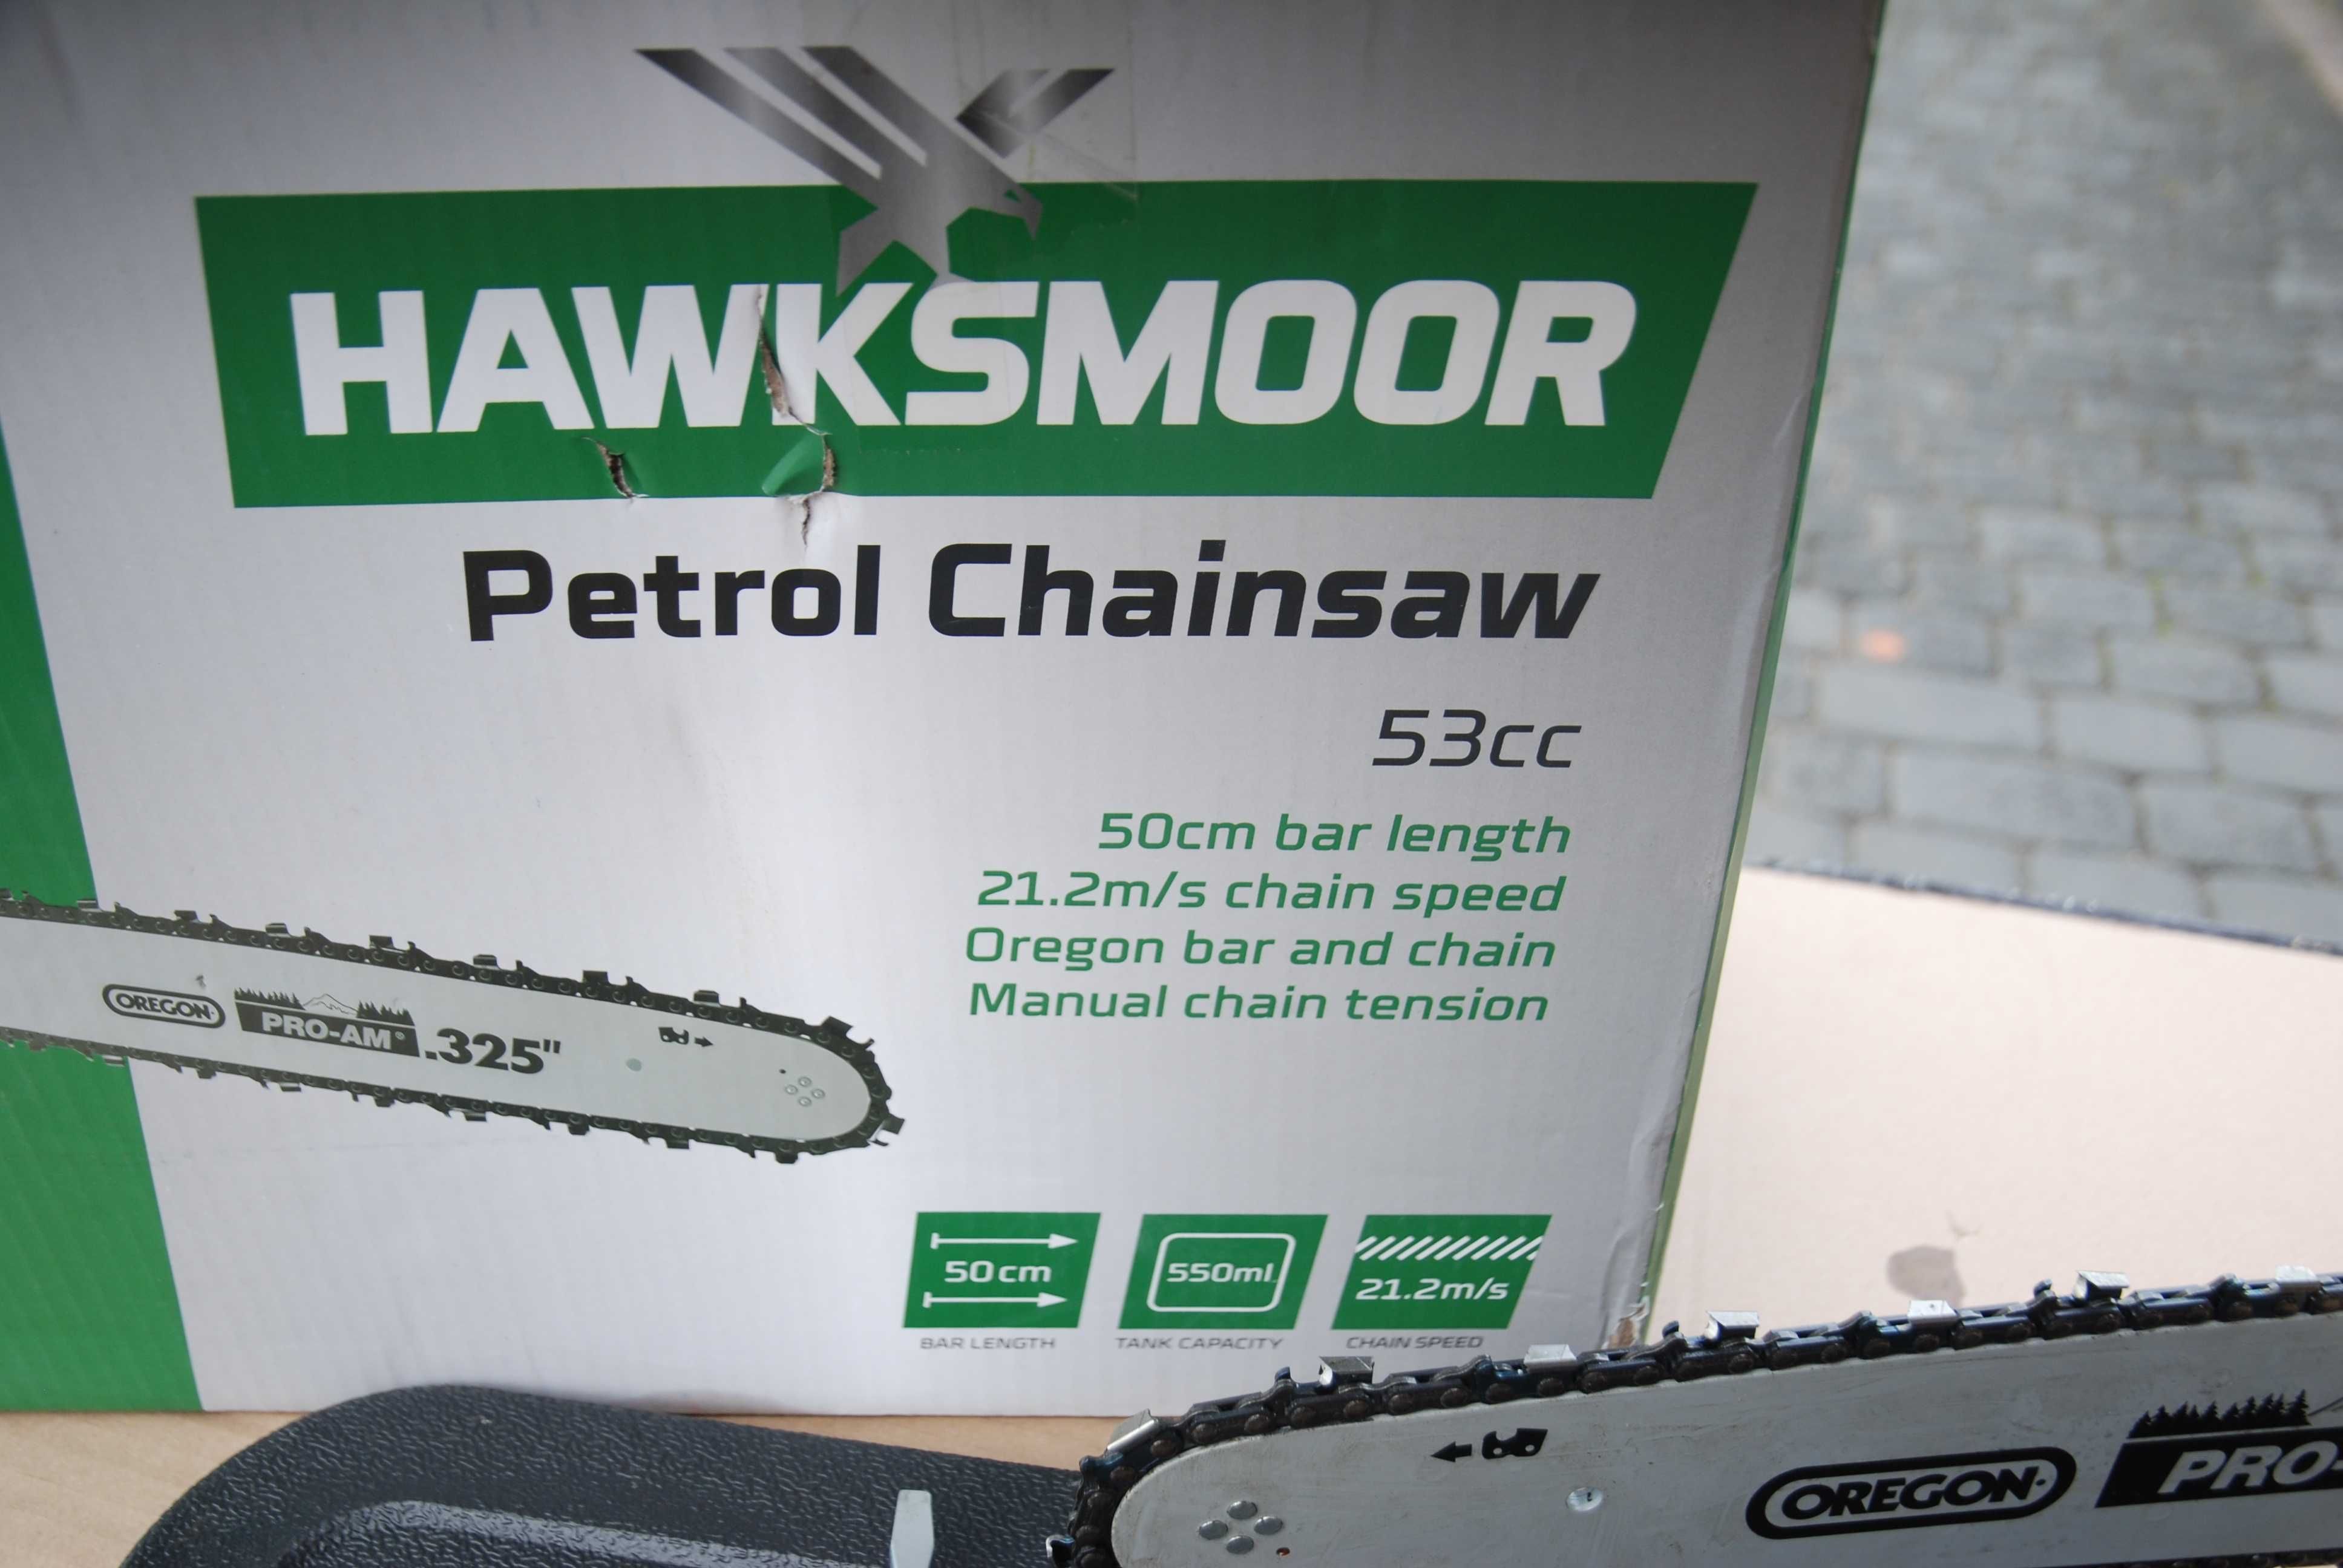 HAWKSMOOR
Petrol Chainsaw
53cc
50cm bar length
21.2m/s chain speed
Oregon bar and chain
Manual chain tension
OREGON
PRO-AM
.325"
50cm
BAR LENGTH
550ml
TANK CAPACITY
21.2m/s
CHAIN SPEED
OREGON
PRO-